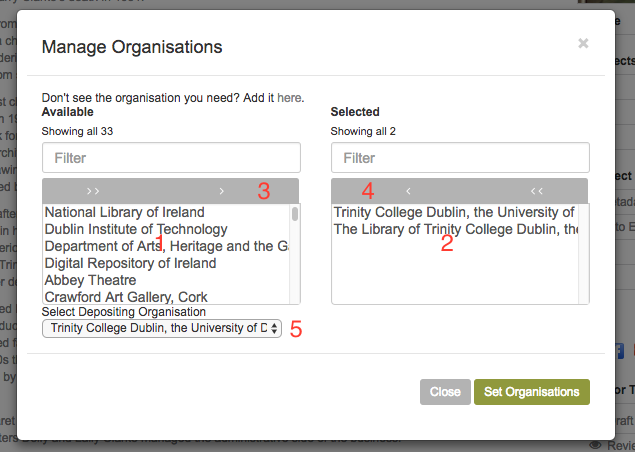 Manage Organisations
×
Don't see the organisation you need? Add it here.
Available
Showing all 33
Filter
>> > 3
National Library of Ireland
Dublin Institute of Technology
1
Department of Arts, Heritage and the Ga
Digital Repository of Ireland
Abbey Theatre
Crawford Art Gallery, Cork
Select Depositing Organisation
Trinity College Dublin, the University of D 5
Selected
Showing all 2
Filter
4 < <<
Trinity College Dublin, the University of
The Library of Trinity College Dublin, the
2
Close
Set Organisations